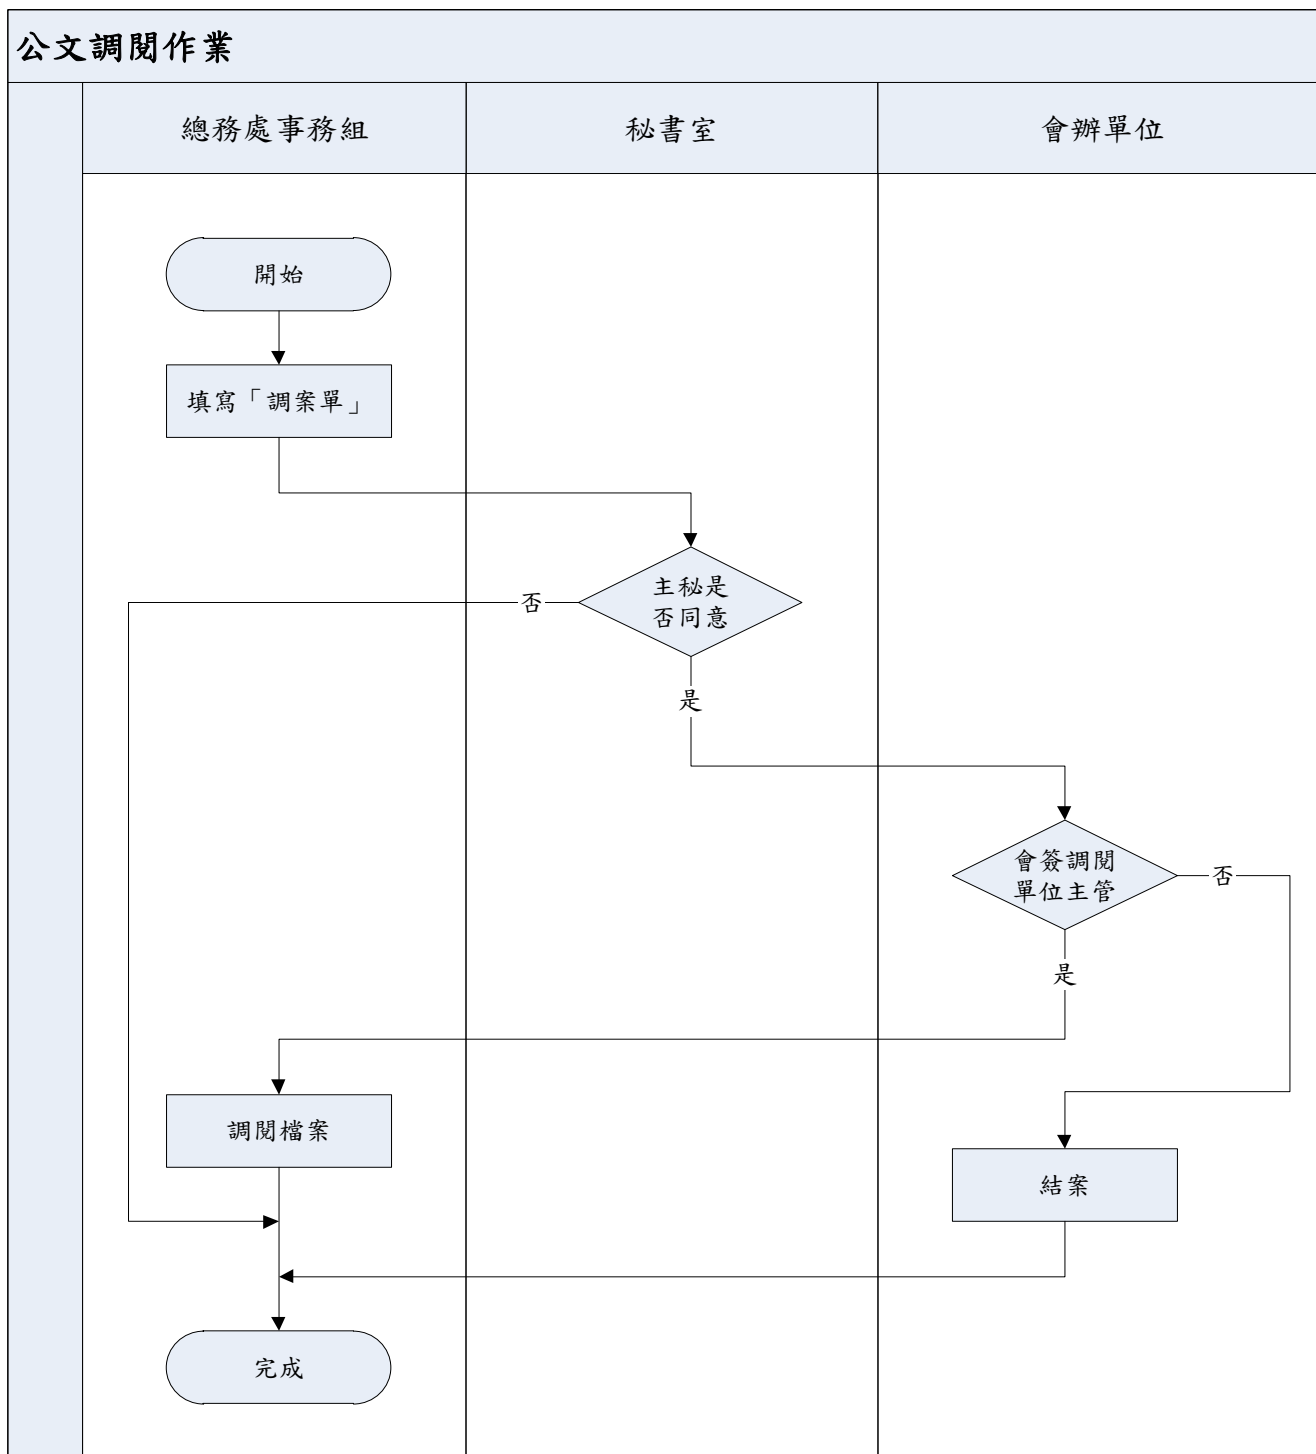 公文調閱作業
總務處事務組
秘書室
會辦單位
開始
填寫「調案單」
主秘是
否同意
否
是
會簽調閱
單位主管
否
是
調閱檔案
結案
完成